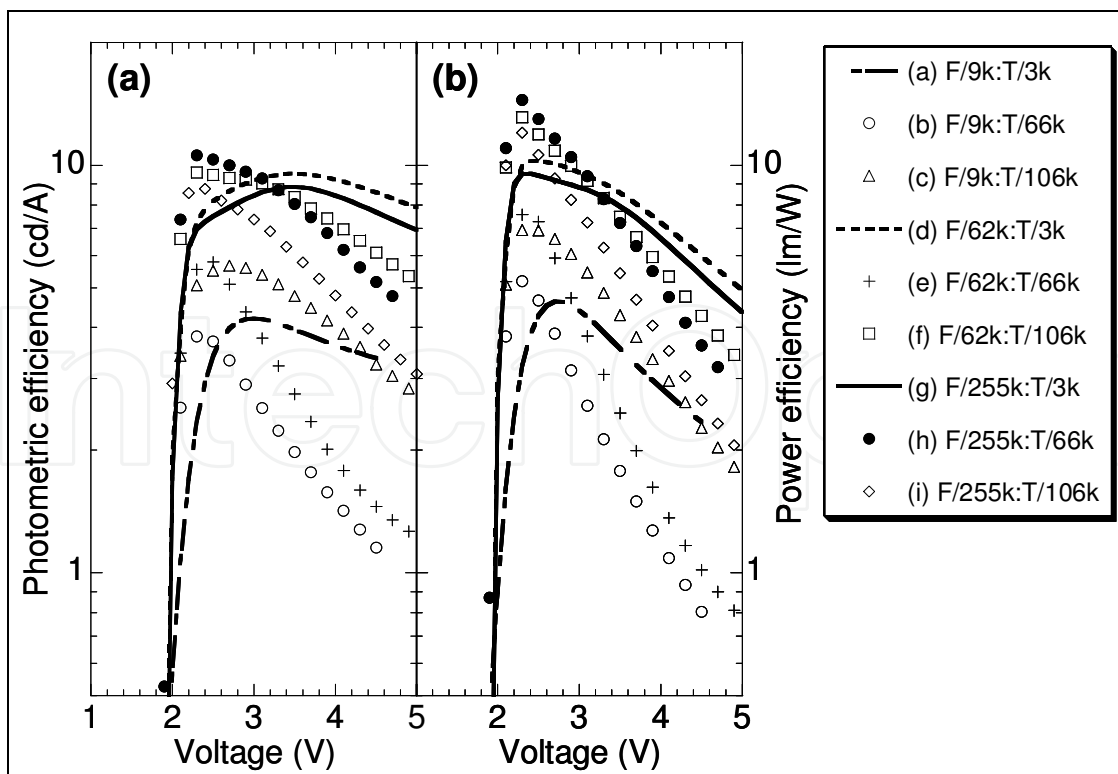 (a)
(b)
10
1
Photometric efficiency (cd/A)
1
2
3
4
5
Voltage (V)
10
1
Power efficiency (lm/W)
2
3
4
5
Voltage (V)
(a) F/9k:T/3k
(b) F/9k:T/66k
(c) F/9k:T/106k
(d) F/62k:T/3k
(e) F/62k:T/66k
(f) F/62k:T/106k
(g) F/255k:T/3k
(h) F/255k:T/66k
(i) F/255k:T/106k